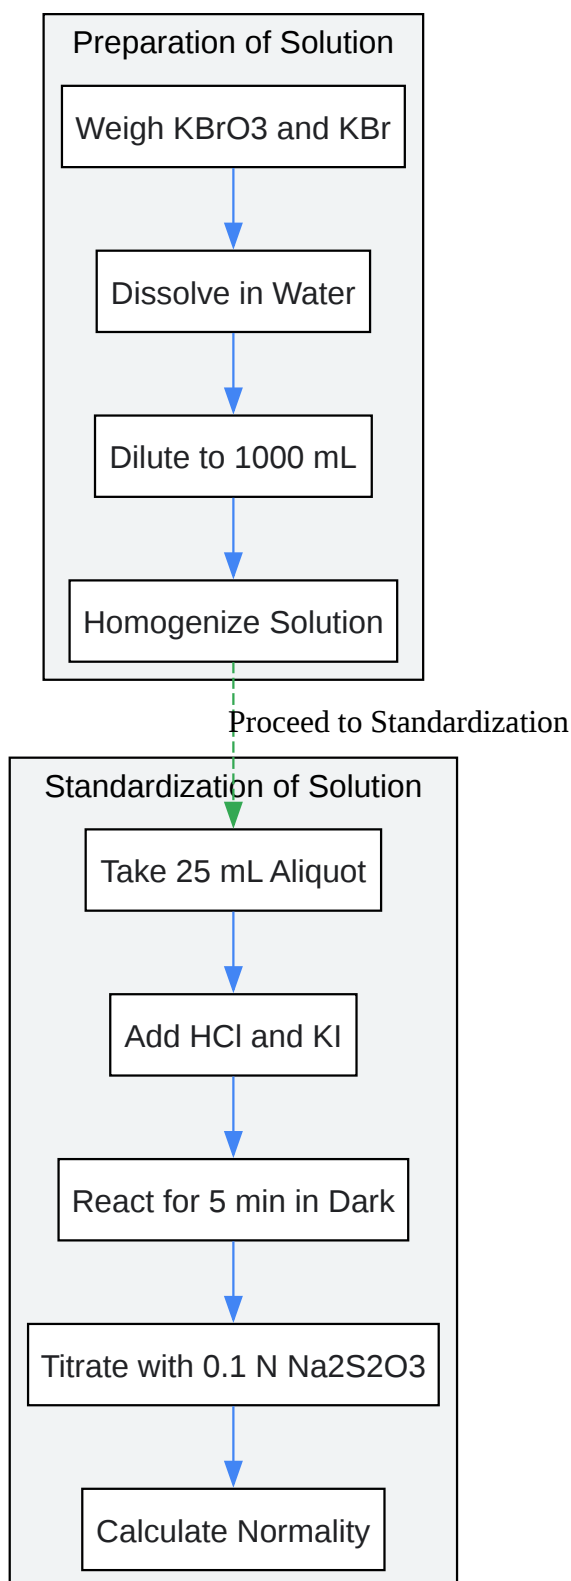 Preparation of Solution
Weigh KBrO3 and KBr
Dissolve in Water
Dilute to 1000 mL
Homogenize Solution
Proceed to Standardization
Standardization of Solution
Take 25 mL Aliquot
Add HCl and KI
React for 5 min in Dark
Titrate with 0.1 N Na2S2O3
Calculate Normality